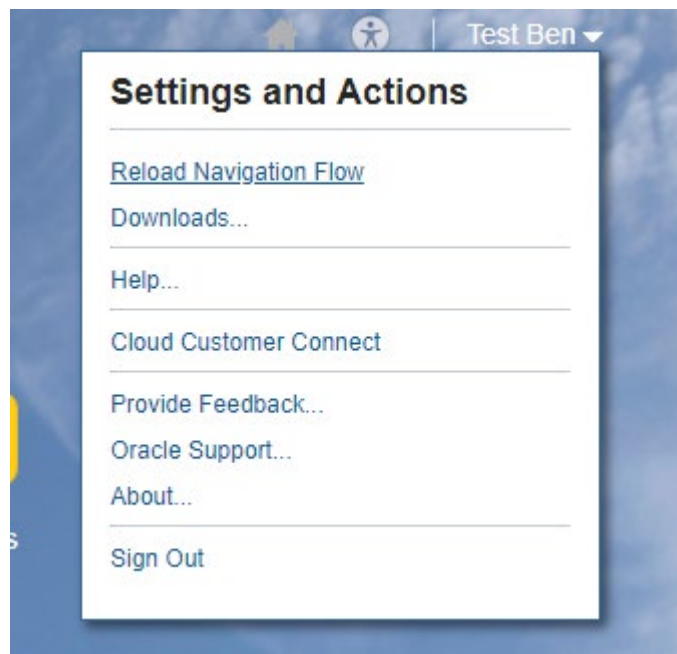 Test Ben
Settings and Actions
Reload Navigation Flow
Downloads...
Help...
Cloud Customer Connect
Provide Feedback...
Oracle Support...
About...
s
Sign Out